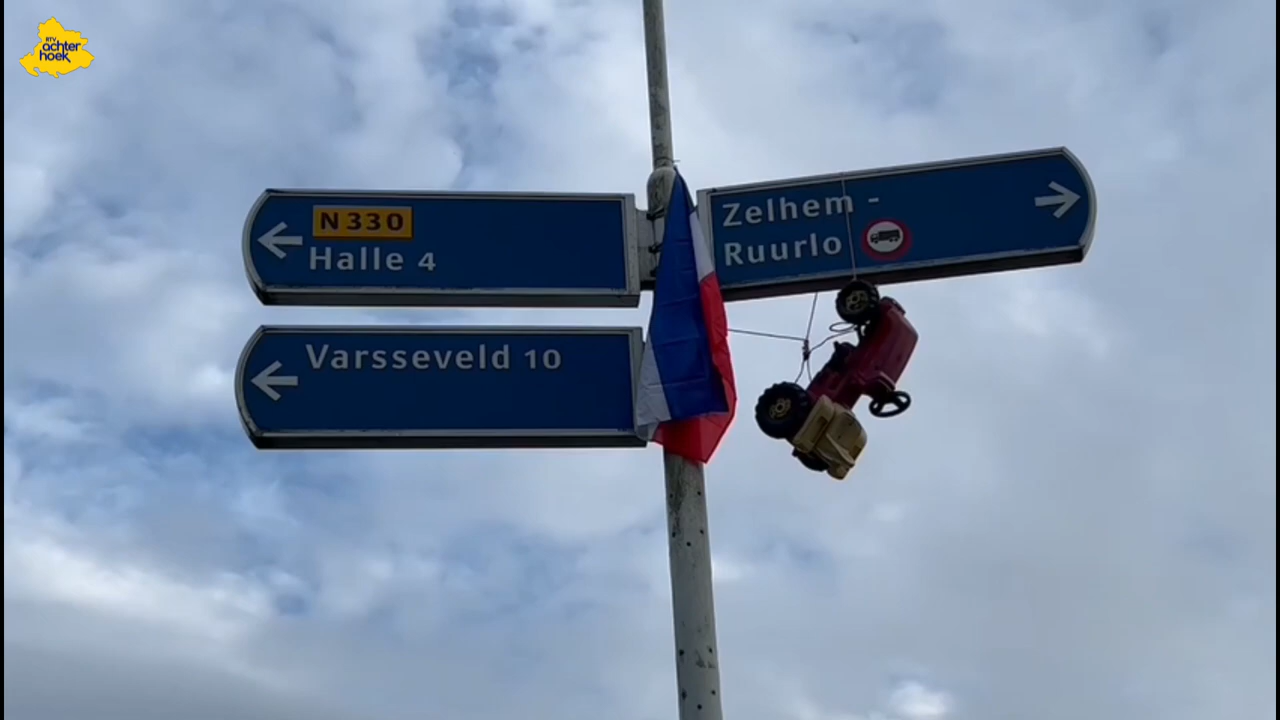 RTV
achter
hoek
N330
Halle 4
Varsseveld 10
Zelhem -
Ruurlo